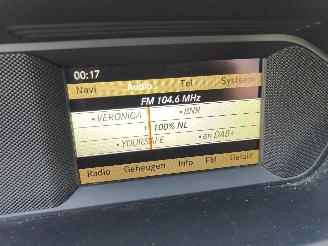 00:17
Navi Audio Tel Systeem
FM 104.6 MHz
• VERONICA • BNR
100% NL
• YOURSAFE • en DAB+
Radio Geheugen Info FM Geluid